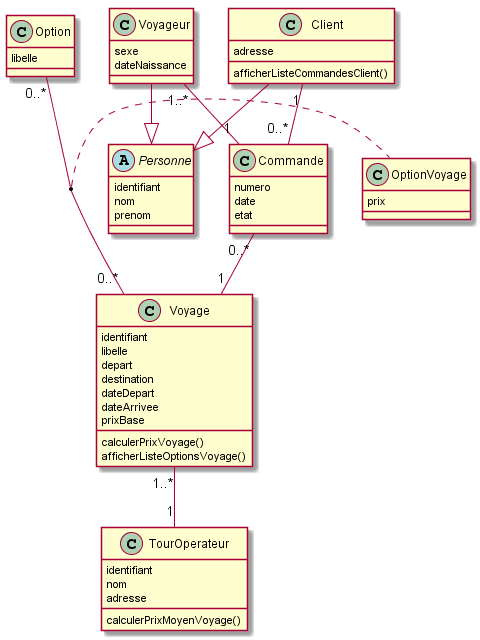 C Option
libelle
C Voyageur
sexe
dateNaissance
C Client
adresse
afficherListeCommandesClient()
0..*
1..*
1
1
0..*
A Personne
identifiant
nom
prenom
C Commande
numero
date
etat
C OptionVoyage
prix
0..*
0..*
1
C Voyage
identifiant
libelle
depart
destination
dateDepart
dateArrivee
prixBase
calculerPrixVoyage()
afficherListeOptionsVoyage()
1..*
1
C TourOperateur
identifiant
nom
adresse
calculerPrixMoyenVoyage()